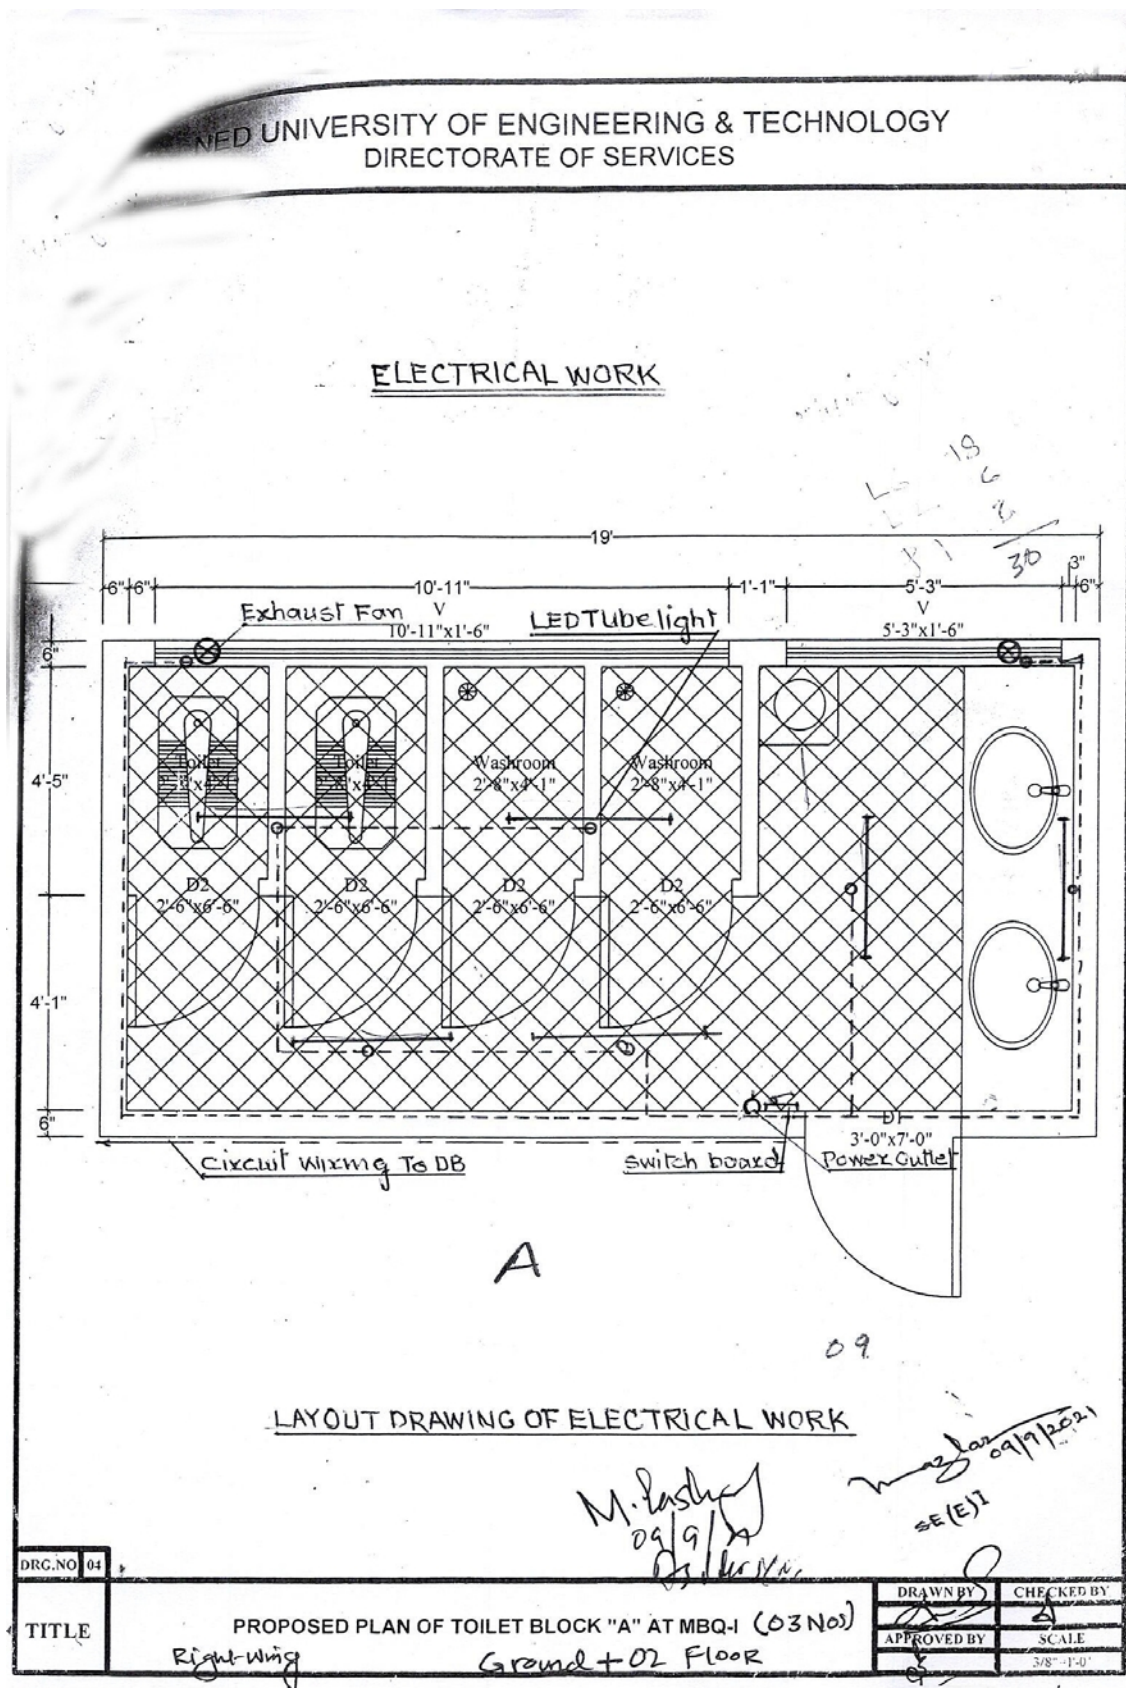 NED UNIVERSITY OF ENGINEERING & TECHNOLOGY
DIRECTORATE OF SERVICES
ELECTRICAL WORK
18
6
30
19'
6" 6" 10'-11" 1'-1" 5'-3" 3" 6"
Exhaust Fan V LED Tube light V
10'-11"x1'-6" 5'-3"x1'-6"
6"
4'-5"
Toilet Toilet Washroom Washroom
2'-8"x4'-1" 2'-8"x4'-1"
D2 D2 D2 D2
2'-6"x6'-6" 2'-6"x6'-6" 2'-6"x6'-6" 2'-6"x6'-6"
4'-1"
6"
D1
3'-0"x7'-0"
Circuit Wiring To DB Switch board Power Outlet
A
09
LAYOUT DRAWING OF ELECTRICAL WORK
09/9/2021
SE(E)I
09/9/
DRG.NO 04
TITLE
PROPOSED PLAN OF TOILET BLOCK "A" AT MBQ-I (03 Nos)
Right-Wing Ground + 02 Floor
DRAWN BY CHECKED BY
APPROVED BY SCALE
3/8"=1'-0"